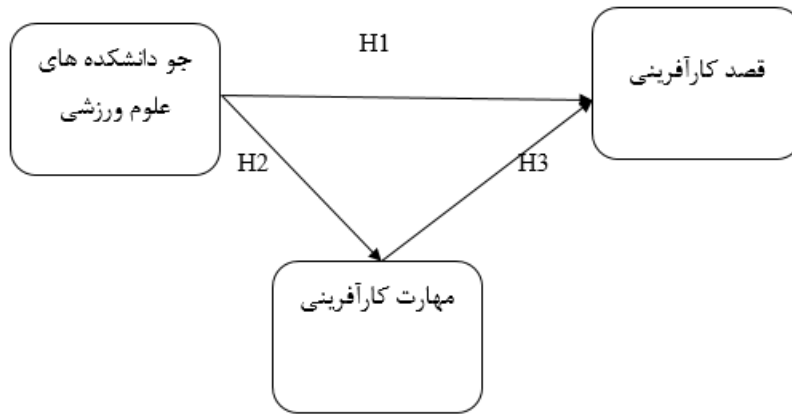 جو دانشکده های
علوم ورزشی
H1
قصد کارآفرینی
H2
H3
مهارت کارآفرینی